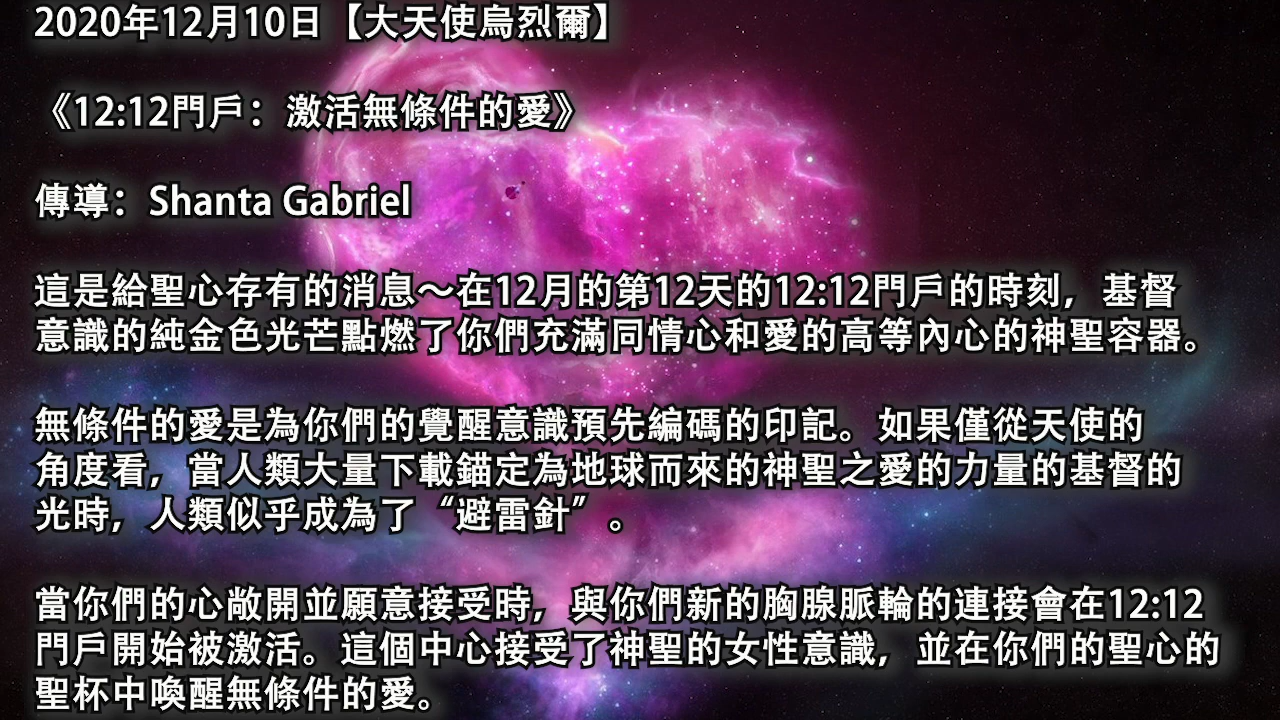 2020年12月10日【大天使烏烈爾】
《12:12門戶：激活無條件的愛》
傳導：Shanta Gabriel
這是給聖心存有的消息～在12月的第12天的12:12門戶的時刻，基督
意識的純金色光芒點燃了你們充滿同情心和愛的高等內心的神聖容器。
無條件的愛是為你們的覺醒意識預先編碼的印記。如果僅從天使的
角度看，當人類大量下載錨定為地球而來的神聖之愛的力量的基督的
光時，人類似乎成為了“避雷針”。
當你們的心敞開並願意接受時，與你們新的胸腺脈輪的連接會在12:12
門戶開始被激活。這個中心接受了神聖的女性意識，並在你們的聖心的
聖杯中喚醒無條件的愛。